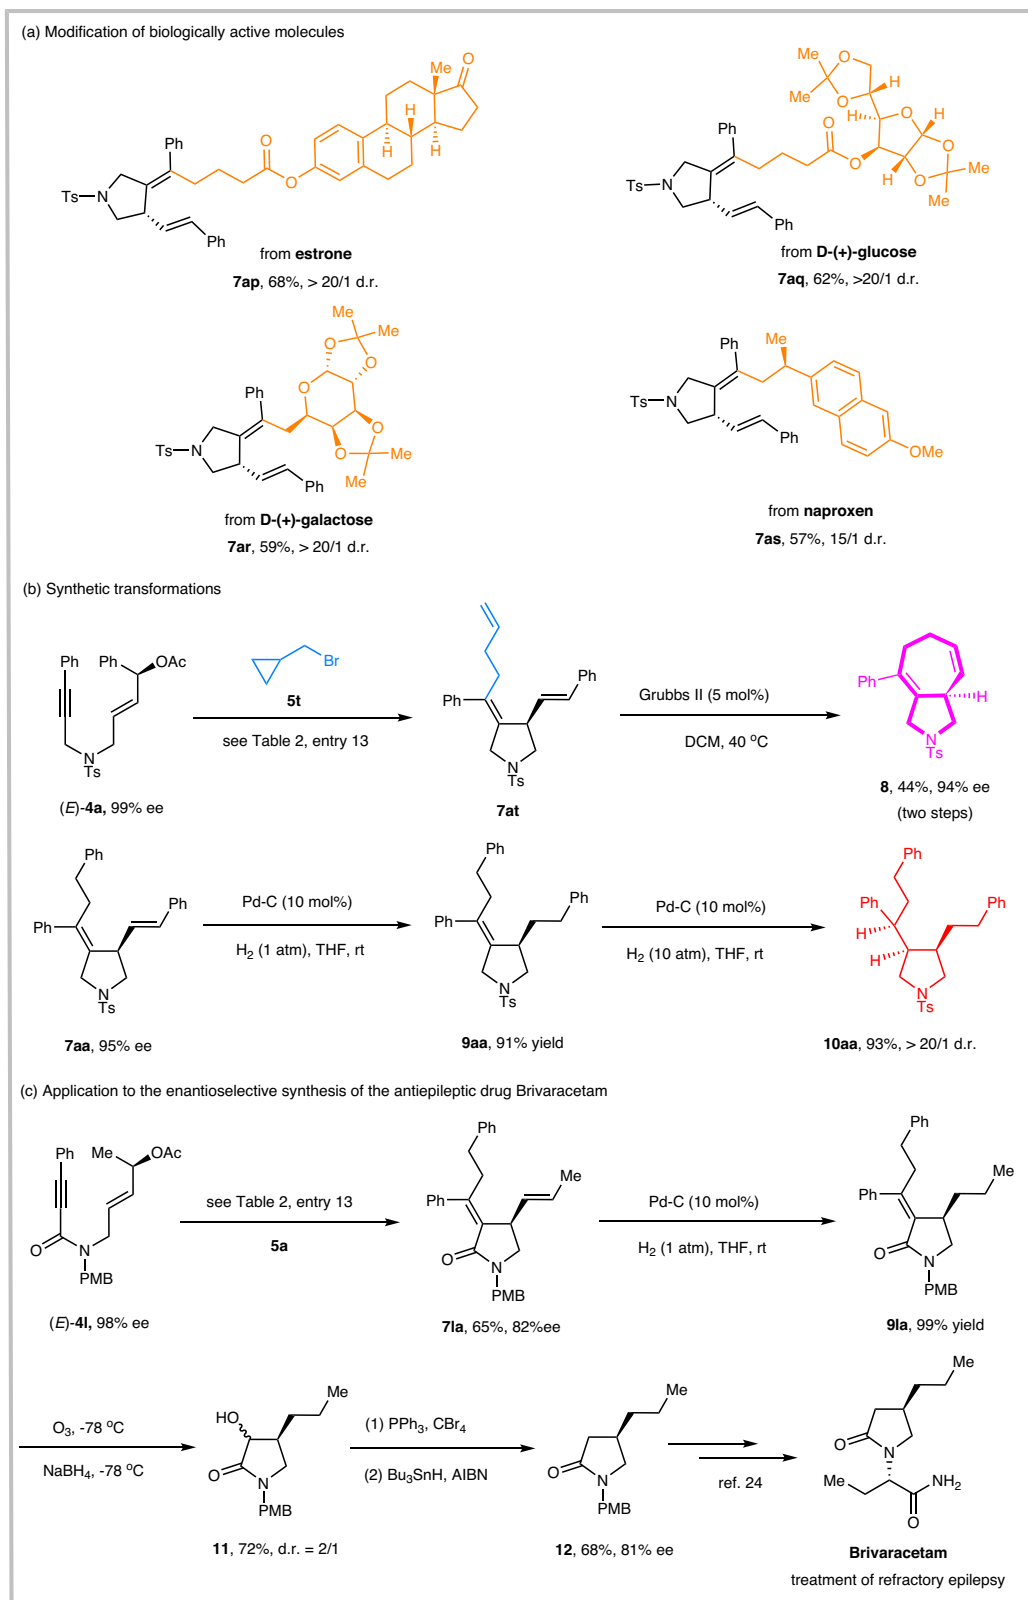 (a) Modification of biologically active molecules
Ph
Ts
N
Ph
O
O
Me
O
H
H
H
from estrone
7ap, 68%, > 20/1 d.r.
Ph
Ts
N
Ph
O
O
Me
Me
O
O
H
H
O
H
H
O
O
Me
Me
from D-(+)-glucose
7aq, 62%, >20/1 d.r.
Me
Me
O
O
O
Ph
Ts
N
Ph
O
O
Me
Me
from D-(+)-galactose
7ar, 59%, > 20/1 d.r.
Ph
Me
Ts
N
Ph
OMe
from naproxen
7as, 57%, 15/1 d.r.
(b) Synthetic transformations
Ph
Ph
OAc
N
Ts
(E)-4a, 99% ee
Br
5t
see Table 2, entry 13
Ph
Ph
N
Ts
7at
Grubbs II (5 mol%)
DCM, 40 °C
Ph
H
N
Ts
8, 44%, 94% ee
(two steps)
Ph
Ph
Ph
N
Ts
7aa, 95% ee
Pd-C (10 mol%)
H2 (1 atm), THF, rt
Ph
Ph
Ph
N
Ts
9aa, 91% yield
Pd-C (10 mol%)
H2 (10 atm), THF, rt
Ph
Ph
Ph
H
H
N
Ts
10aa, 93%, > 20/1 d.r.
(c) Application to the enantioselective synthesis of the antiepileptic drug Brivaracetam
Ph
Me
OAc
O
N
PMB
(E)-4l, 98% ee
see Table 2, entry 13
5a
Ph
Ph
Me
O
N
PMB
7la, 65%, 82%ee
Pd-C (10 mol%)
H2 (1 atm), THF, rt
Ph
Ph
Me
O
N
PMB
9la, 99% yield
O3, -78 °C
NaBH4, -78 °C
Me
HO
O
N
PMB
11, 72%, d.r. = 2/1
(1) PPh3, CBr4
(2) Bu3SnH, AIBN
Me
O
N
PMB
12, 68%, 81% ee
ref. 24
Me
O
N
Me
NH2
O
Brivaracetam
treatment of refractory epilepsy